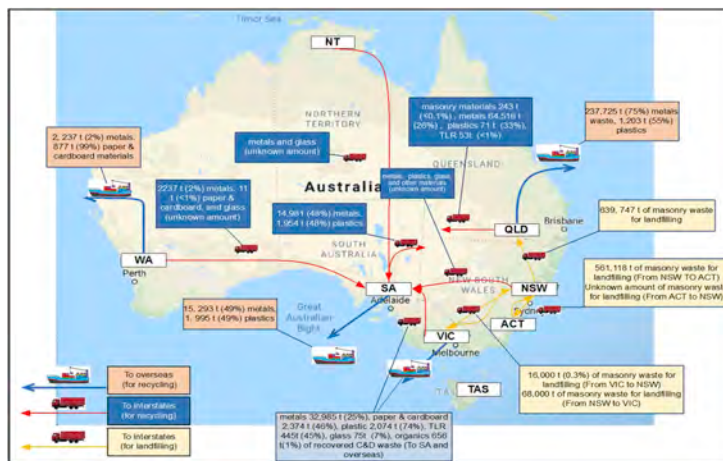 Timor Sea
NT
NORTHERN
TERRITORY
masonry materials 243 t
(<0.1%) , metals 64,516 t
(26%) , plastics 711 t (33%),
TLR 53t (<1%)
237,725 t (75%) metals
waste, 1,203 t (55%)
plastics
2, 237 t (2%) metals,
877 t (99%) paper &
cardboard materials
metals and glass
(unknown amount)
QUEENSLAND
metals, plastics, glass
and other materials
(unknown amount)
Australia
2237 t (2%) metals, 11
t (<1%) paper &
cardboard, and glass
(unknown amount)
14,981 (48%) metals,
1,954 t (48%) plastics
QLD
Brisbane
639, 747 t of masonry waste
for landfilling
WA
Perth
SOUTH
AUSTRALIA
NEW SOUTH
WALES
561,118 t of masonry waste for
landfilling (From NSW TO ACT)
Unknown amount of masonry waste
for landfilling (From ACT to NSW)
SA
Adelaide
NSW
Great
Australian
Bight
15, 293 t (49%) metals,
1, 995 t (49%) plastics
VIC
Melbourne
ACT
16,000 t (0.3%) of masonry waste for
landfilling (From VIC to NSW)
68,000 t of masonry waste for landfilling
(From NSW to VIC)
TAS
To overseas
(for recycling)
To interstates
(for recycling)
To interstates
(for landfilling)
metals 32,985 t (25%), paper & cardboard
2,374 t (46%), plastic 2,074 t (74%), TLR
445t (45%), glass 75t (7%), organics 656
t(1%) of recovered C&D waste (To SA and
overseas)